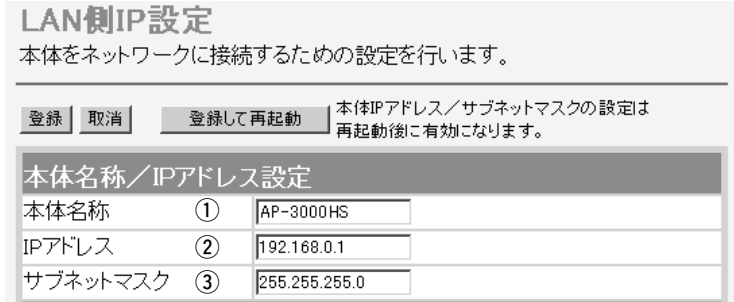 LAN側IP設定
本体をネットワークに接続するための設定を行います。
登録 取消 登録して再起動 本体IPアドレス／サブネットマスクの設定は
再起動後に有効になります。
本体名称／IPアドレス設定
本体名称 ① AP-3000HS
IPアドレス ② 192.168.0.1
サブネットマスク ③ 255.255.255.0